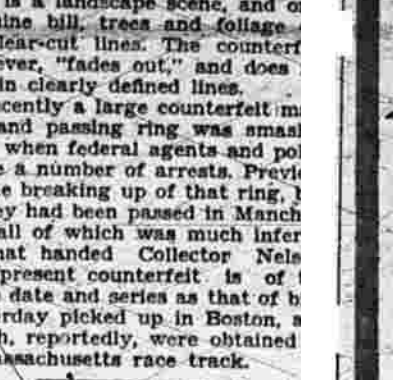 is a landscape scene, and o
ine bill, trees and foliage
lear-cut lines. The counterf
ever, "fades out," and does
in clearly defined lines.
cently a large counterfeit m
and passing ring was smas
when federal agents and pol
e a number of arrests. Previ
e breaking up of that ring,
ey had been passed in Manch
all of which was much infer
hat handed Collector Nels
present counterfeit is of
date and series as that of b
erday picked up in Boston, a
h, reportedly, were obtained
assachusetts race track.